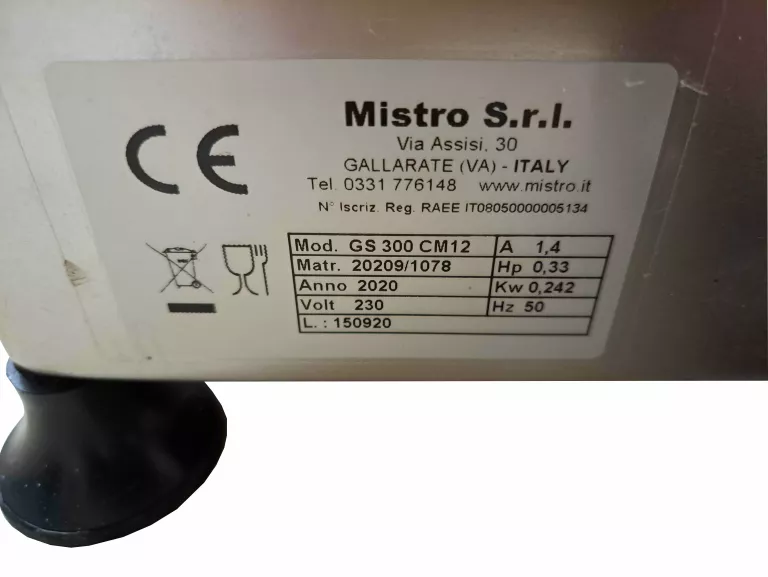 CE
Mistro S.r.l.
Via Assisi, 30
GALLARATE (VA) - ITALY
Tel. 0331 776148 www.mistro.it
N° Iscriz. Reg. RAEE IT08050000005134
Mod. GS 300 CM12 A 1,4
Matr. 20209/1078 Hp 0,33
Anno 2020 Kw 0,242
Volt 230 Hz 50
L. : 150920